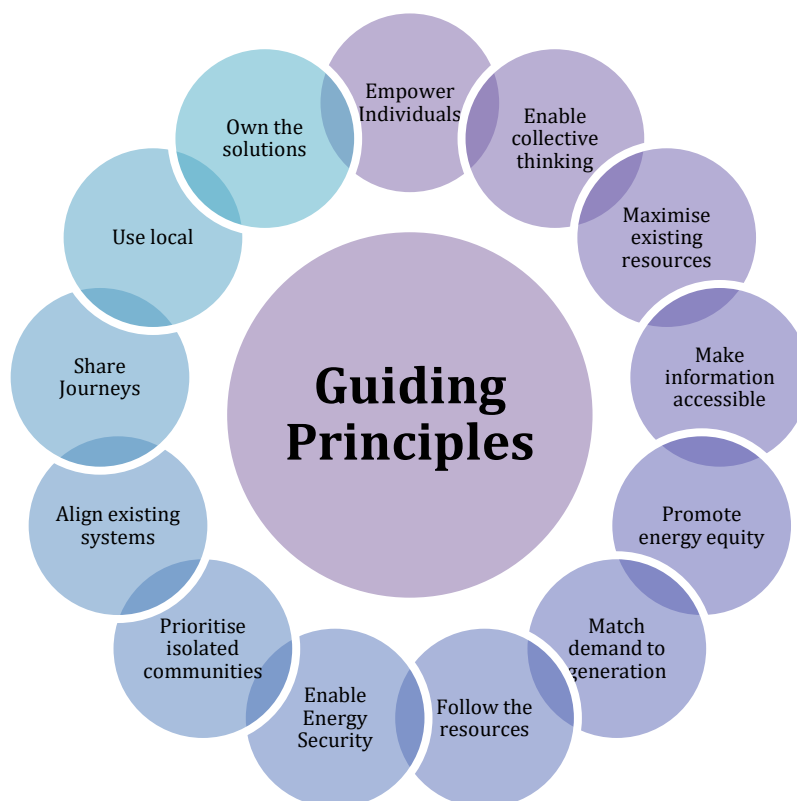 Guiding
Principles
Empower
Individuals
Enable
collective
thinking
Maximise
existing
resources
Make
information
accessible
Promote
energy equity
Match
demand to
generation
Follow the
resources
Enable
Energy
Security
Prioritise
isolated
communities
Align existing
systems
Share
Journeys
Use local
Own the
solutions